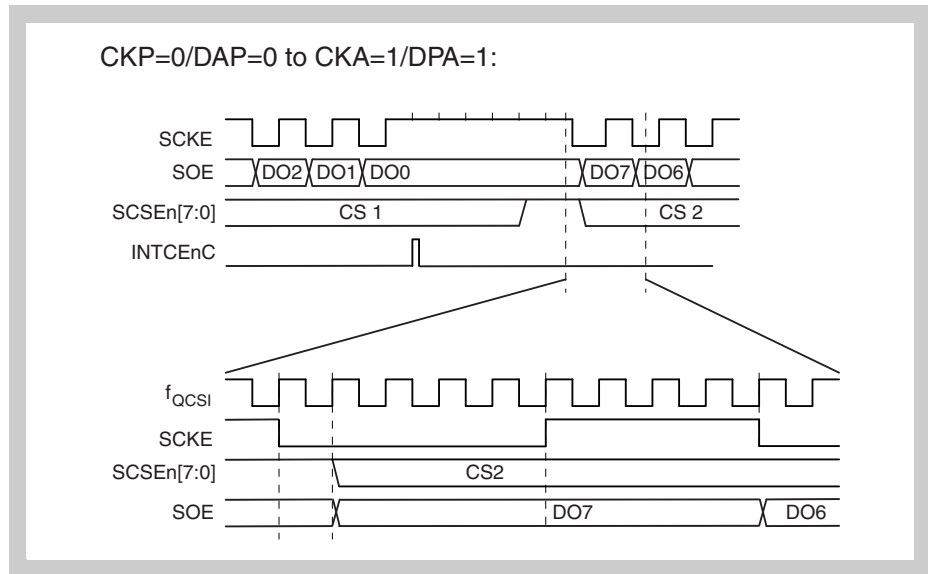 CKP=0/DAP=0 to CKA=1/DPA=1:
SCKE
SOE DO2 DO1 DO0 DO7 DO6
SCSEn[7:0] CS 1 CS 2
INTCEnC
fQCSI
SCKE
SCSEn[7:0] CS2
SOE DO7 DO6